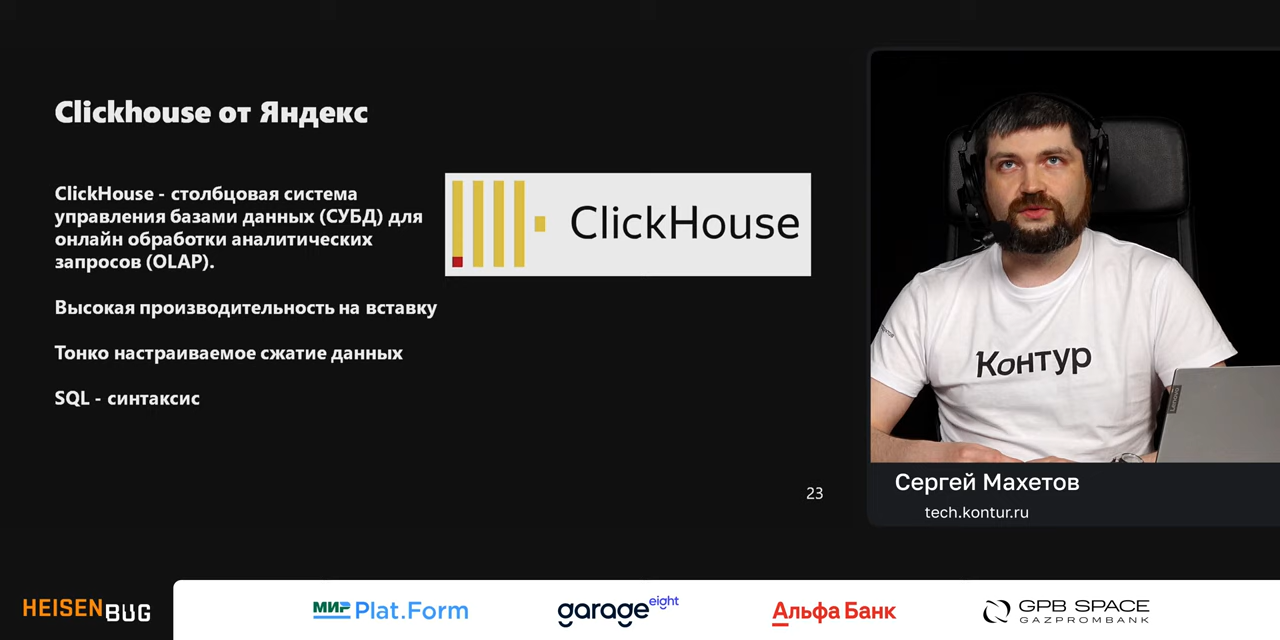 Clickhouse от Яндекс
ClickHouse - столбцовая система
управления базами данных (СУБД) для
онлайн обработки аналитических
запросов (OLAP).
Высокая производительность на вставку
Тонко настраиваемое сжатие данных
SQL - синтаксис
ClickHouse
23
Контур
Lenovo
Сергей Махетов
tech.kontur.ru
HEISENBUG
МИР Plat.Form
garage eight
Альфа Банк
GPB SPACE
GAZPROMBANK